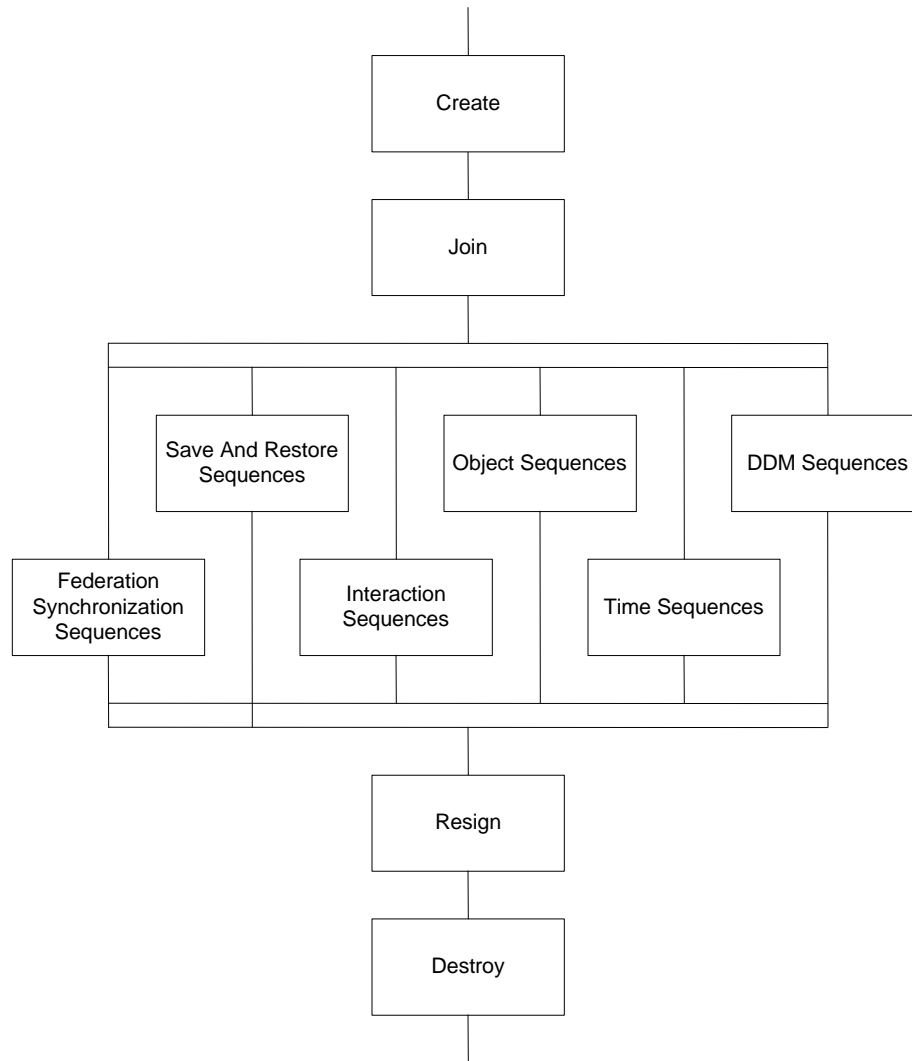 Create
Join
Save And Restore
Sequences
Object Sequences
DDM Sequences
Federation
Synchronization
Sequences
Interaction
Sequences
Time Sequences
Resign
Destroy